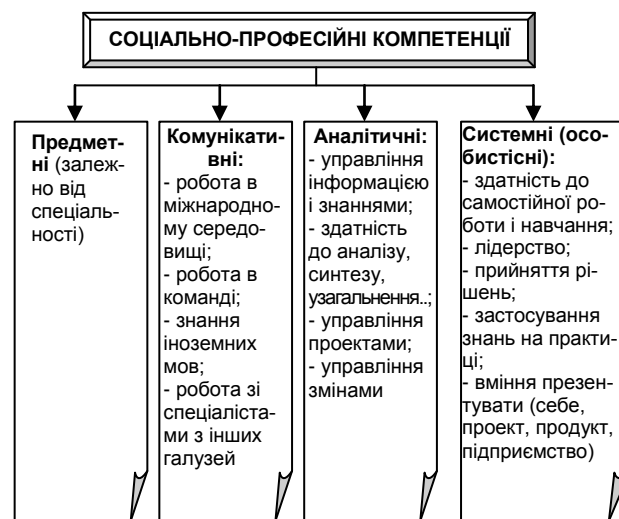 СОЦІАЛЬНО-ПРОФЕСІЙНІ КОМПЕТЕНЦІЇ
Предмет-
ні (залеж-
но від
спеціаль-
ності)
Комуніката-
вні:
- робота в
міжнародно-
му середо-
вищі;
- робота в
команді;
- знання
іноземних
мов;
- робота зі
спеціаліста-
ми з інших
галузей
Аналітичні:
- управління
інформацією
і знаннями;
- здатність
до аналізу,
синтезу,
узагальнення..;
- управління
проектами;
- управління
змінами
Системні (осо-
бистісні):
- здатність до
самостійної ро-
боти і навчання;
- лідерство;
- прийняття рі-
шень;
- застосування
знань на практи-
ці;
- вміння презен-
тувати (себе,
проект, продукт,
підприємство)